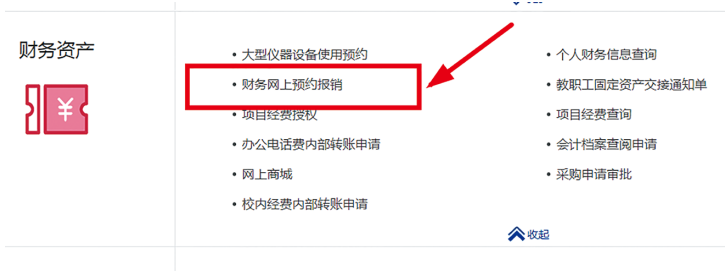 财务资产
¥
• 大型仪器设备使用预约
• 财务网上预约报销
• 项目经费授权
• 办公电话费内部转账申请
• 网上商城
• 校内经费内部转账申请
• 个人财务信息查询
• 教职工固定资产交接通知单
• 项目经费查询
• 会计档案查阅申请
• 采购申请审批
收起